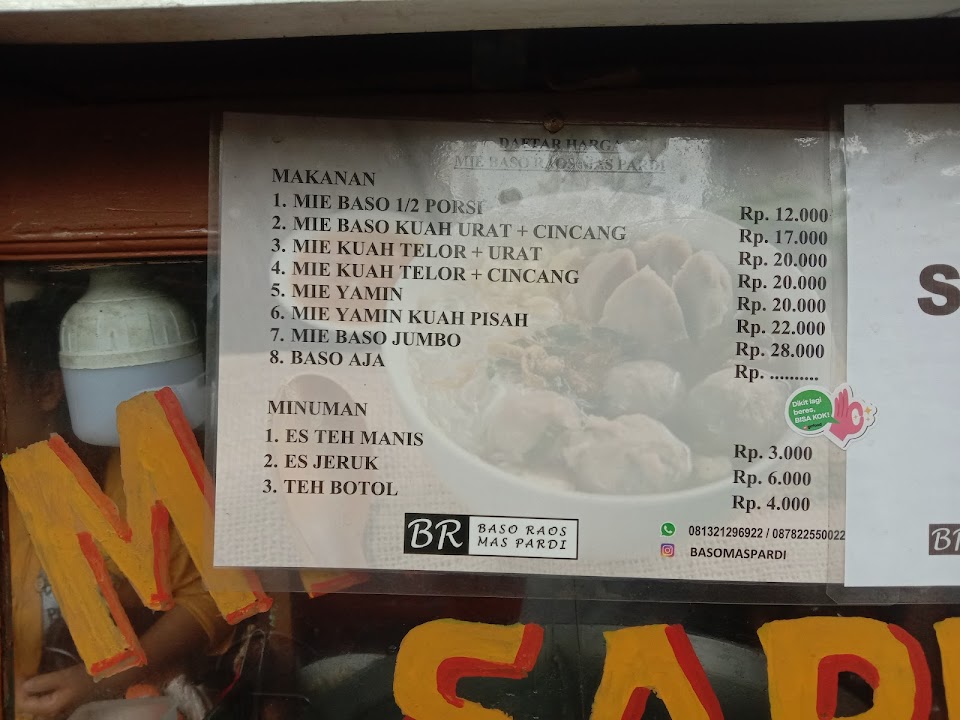 DAFTAR HARGA
MIE BASO RAOS MAS PARDI
MAKANAN
1. MIE BASO 1/2 PORSI Rp. 12.000
2. MIE BASO KUAH URAT + CINCANG Rp. 17.000
3. MIE KUAH TELOR + URAT Rp. 20.000
4. MIE KUAH TELOR + CINCANG Rp. 20.000
5. MIE YAMIN Rp. 20.000
6. MIE YAMIN KUAH PISAH Rp. 22.000
7. MIE BASO JUMBO Rp. 28.000
8. BASO AJA Rp. ..........
Dikit lagi
beres,
BISA KOK!
MINUMAN
1. ES TEH MANIS Rp. 3.000
2. ES JERUK Rp. 6.000
3. TEH BOTOL Rp. 4.000
BR BASO RAOS
MAS PARDI
081321296922 / 087822550022
BASOMASPARDI
S
BR
M
SAR